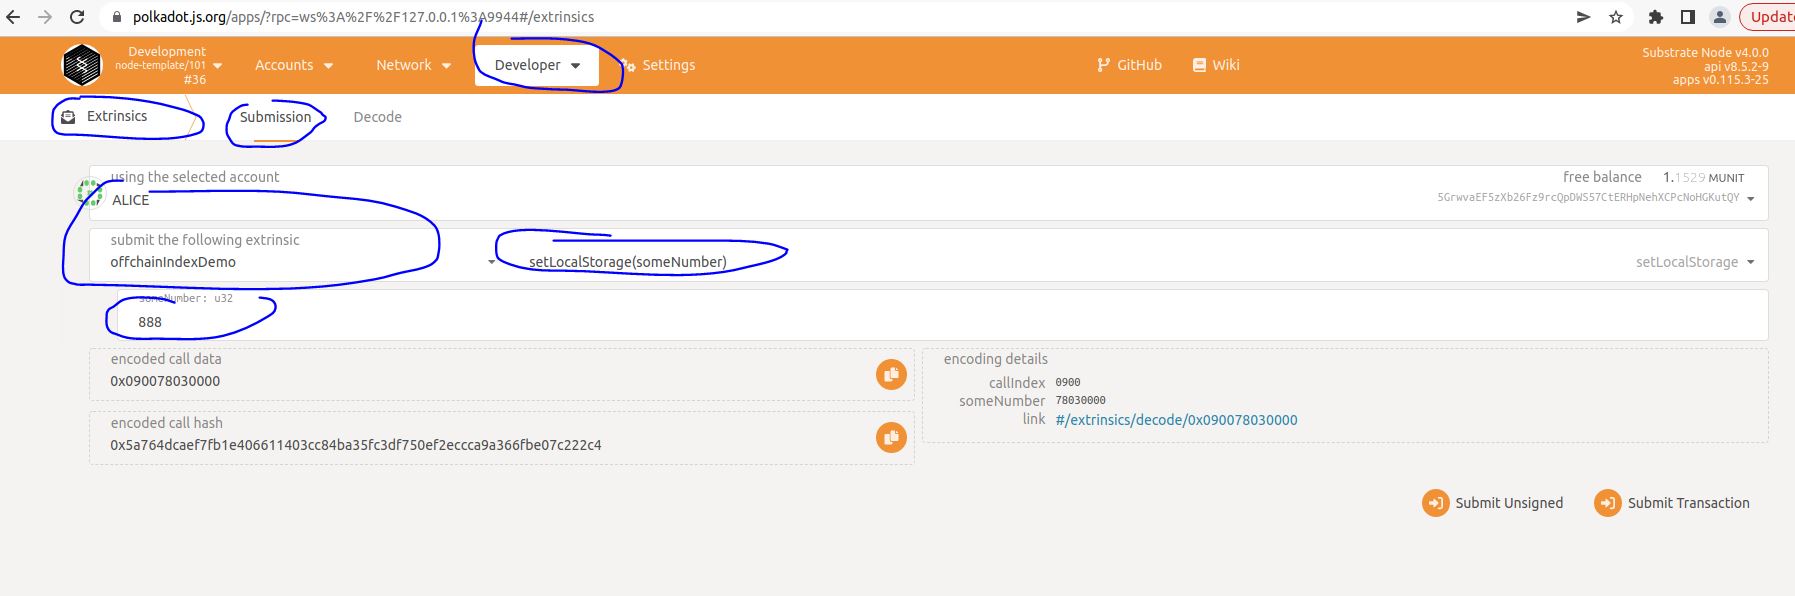 polkadot.js.org/apps/?rpc=ws%3A%2F%2F127.0.0.1%3A9944#/extrinsics
Update
Development
node-template/101
#36
Accounts
Network
Developer
Settings
GitHub
Wiki
Substrate Node v4.0.0
api v8.5.2-9
apps v0.115.3-25
Extrinsics
Submission
Decode
using the selected account
ALICE
free balance 1.1529 MUNIT
5GrwvaEF5zXb26Fz9rcQpDWS57CtERHpNehXCPcNoHGKutQY
submit the following extrinsic
offchainIndexDemo
setLocalStorage(someNumber)
setLocalStorage
someNumber: u32
888
encoded call data
0x090078030000
encoded call hash
0x5a764dcaef7fb1e406611403cc84ba35fc3df750ef2eccca9a366fbe07c222c4
encoding details
callIndex 0900
someNumber 78030000
link #/extrinsics/decode/0x090078030000
Submit Unsigned
Submit Transaction